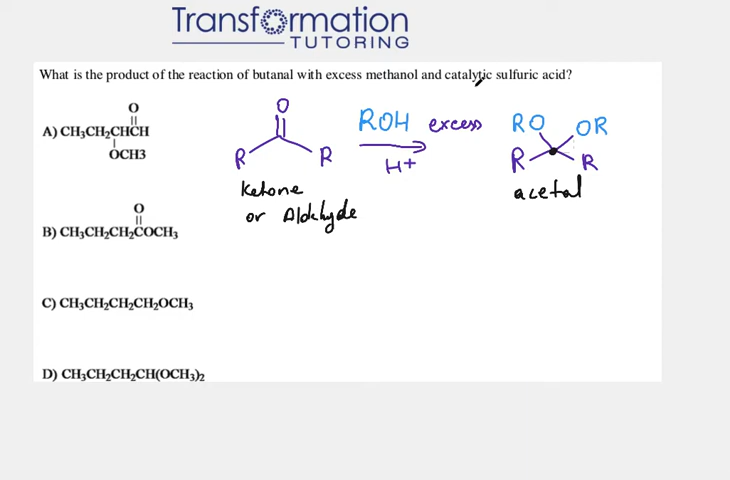 Transformation
TUTORING
What is the product of the reaction of butanal with excess methanol and catalytic sulfuric acid?
O
A) CH3CH2CHCH
OCH3
O
B) CH3CH2CH2COCH3
C) CH3CH2CH2CH2OCH3
D) CH3CH2CH2CH(OCH3)2
O
R R
Ketone
or Aldehyde
ROH excess
H+
RO OR
R R
acetal